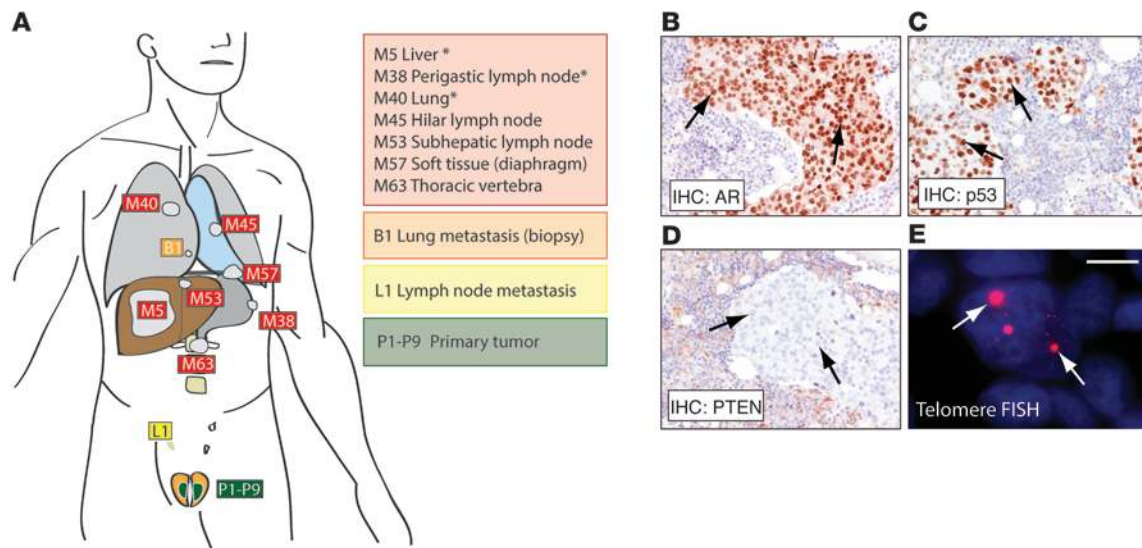 A
M40
M45
B1
M57
M53
M5
M38
M63
L1
P1-P9
M5 Liver *
M38 Perigastic lymph node*
M40 Lung*
M45 Hilar lymph node
M53 Subhepatic lymph node
M57 Soft tissue (diaphragm)
M63 Thoracic vertebra
B1 Lung metastasis (biopsy)
L1 Lymph node metastasis
P1-P9 Primary tumor
B
IHC: AR
C
IHC: p53
D
IHC: PTEN
E
Telomere FISH